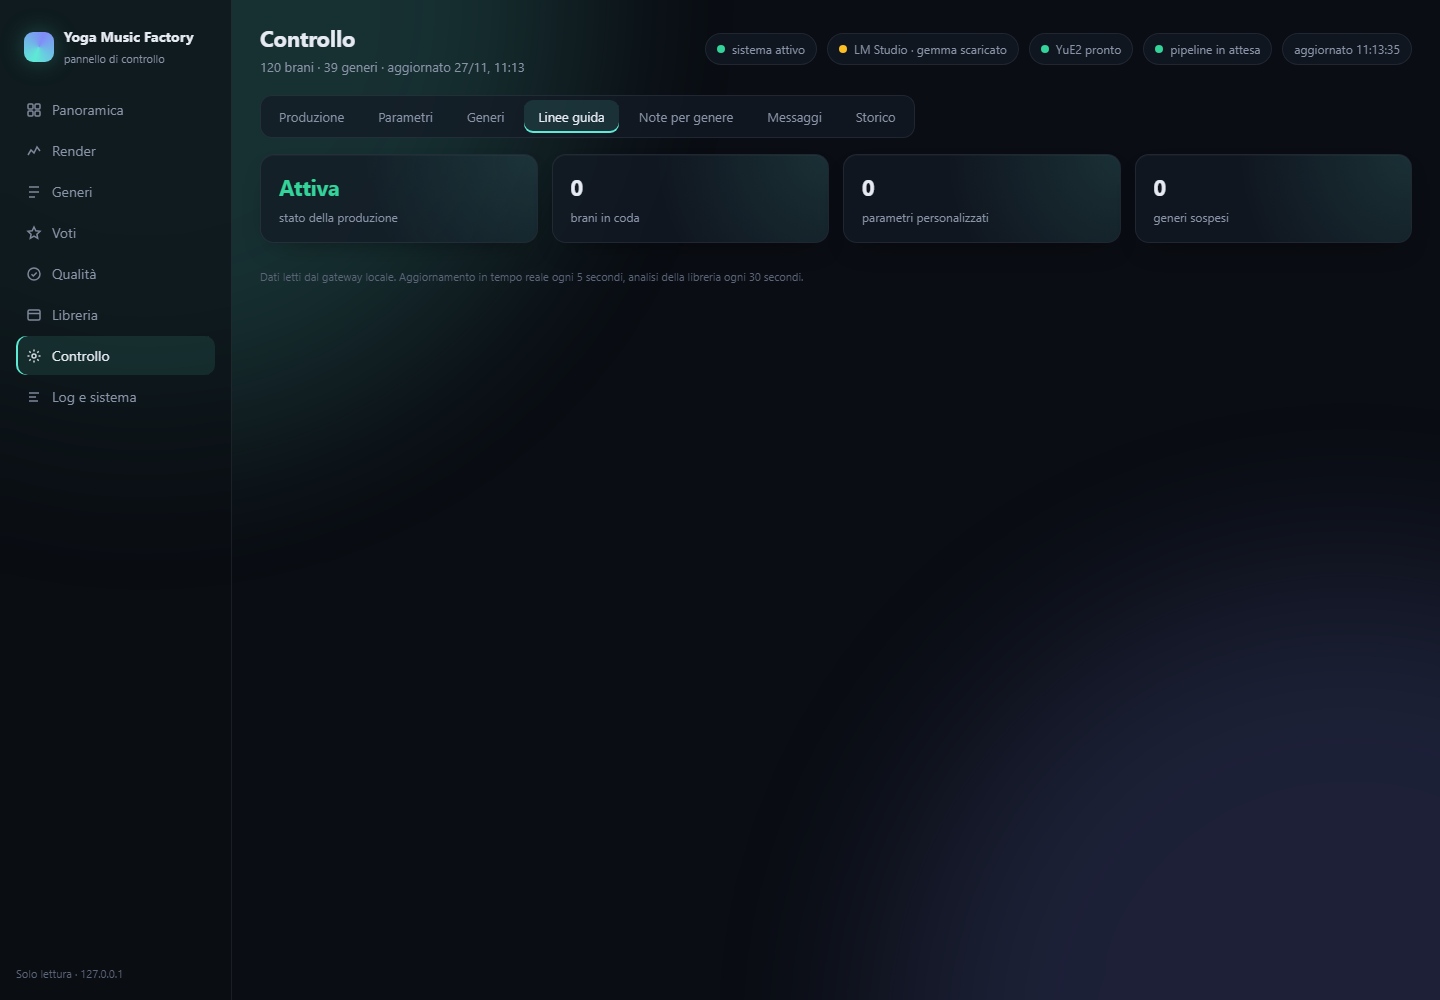 Yoga Music Factory
pannello di controllo
Panoramica
Render
Generi
Voti
Qualità
Libreria
Controllo
Log e sistema
Solo lettura · 127.0.0.1
Controllo
120 brani · 39 generi · aggiornato 27/11, 11:13
sistema attivo
LM Studio · gemma scaricato
YuE2 pronto
pipeline in attesa
aggiornato 11:13:35
Produzione
Parametri
Generi
Linee guida
Note per genere
Messaggi
Storico
Attiva
stato della produzione
0
brani in coda
0
parametri personalizzati
0
generi sospesi
Dati letti dal gateway locale. Aggiornamento in tempo reale ogni 5 secondi, analisi della libreria ogni 30 secondi.